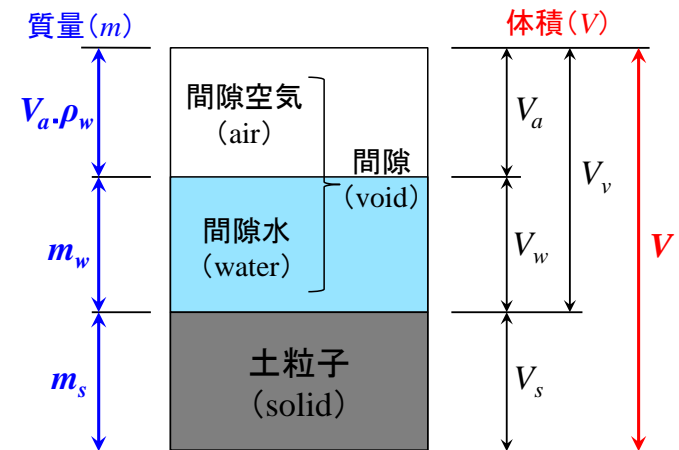 質量(m)
体積(V)
間隙空気
(air)
Va.ρw
Va
間隙
(void)
Vv
間隙水
(water)
mw
Vw
V
土粒子
(solid)
ms
Vs